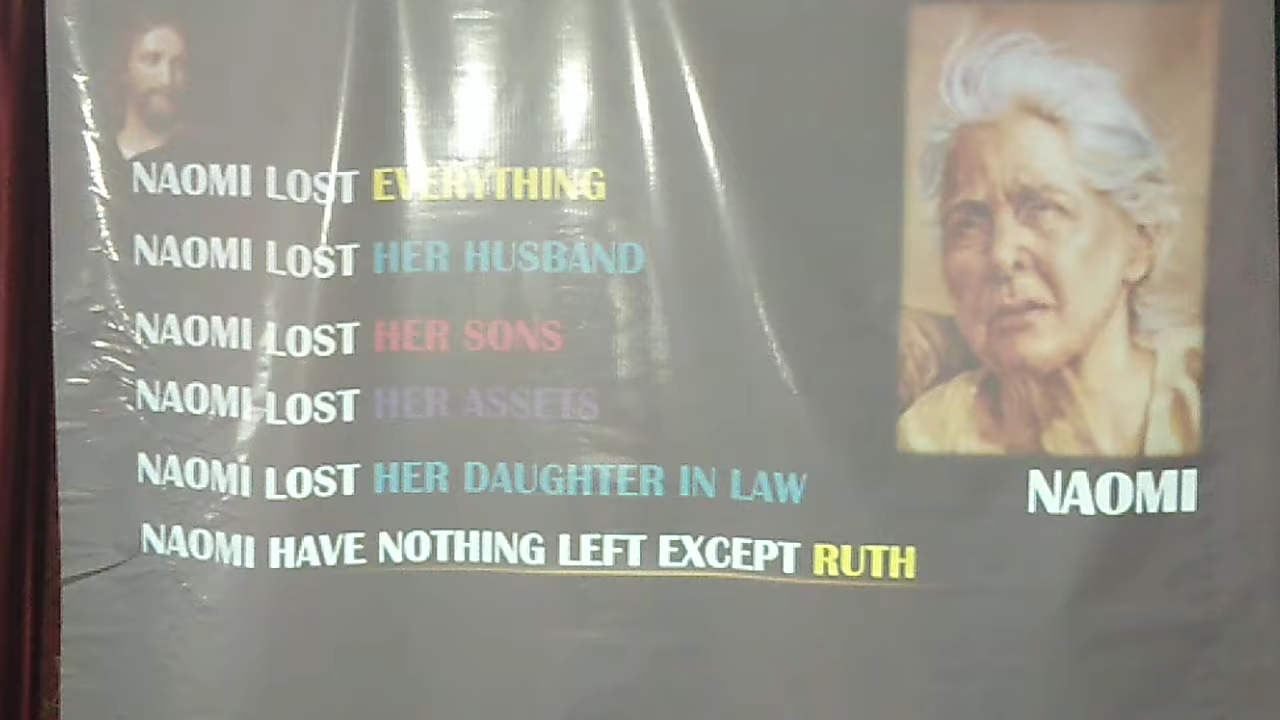 NAOMI LOST EVERYTHING
NAOMI LOST HER HUSBAND
NAOMI LOST HER SONS
NAOMI LOST HER ASSETS
NAOMI LOST HER DAUGHTER IN LAW
NAOMI HAVE NOTHING LEFT EXCEPT RUTH
NAOMI